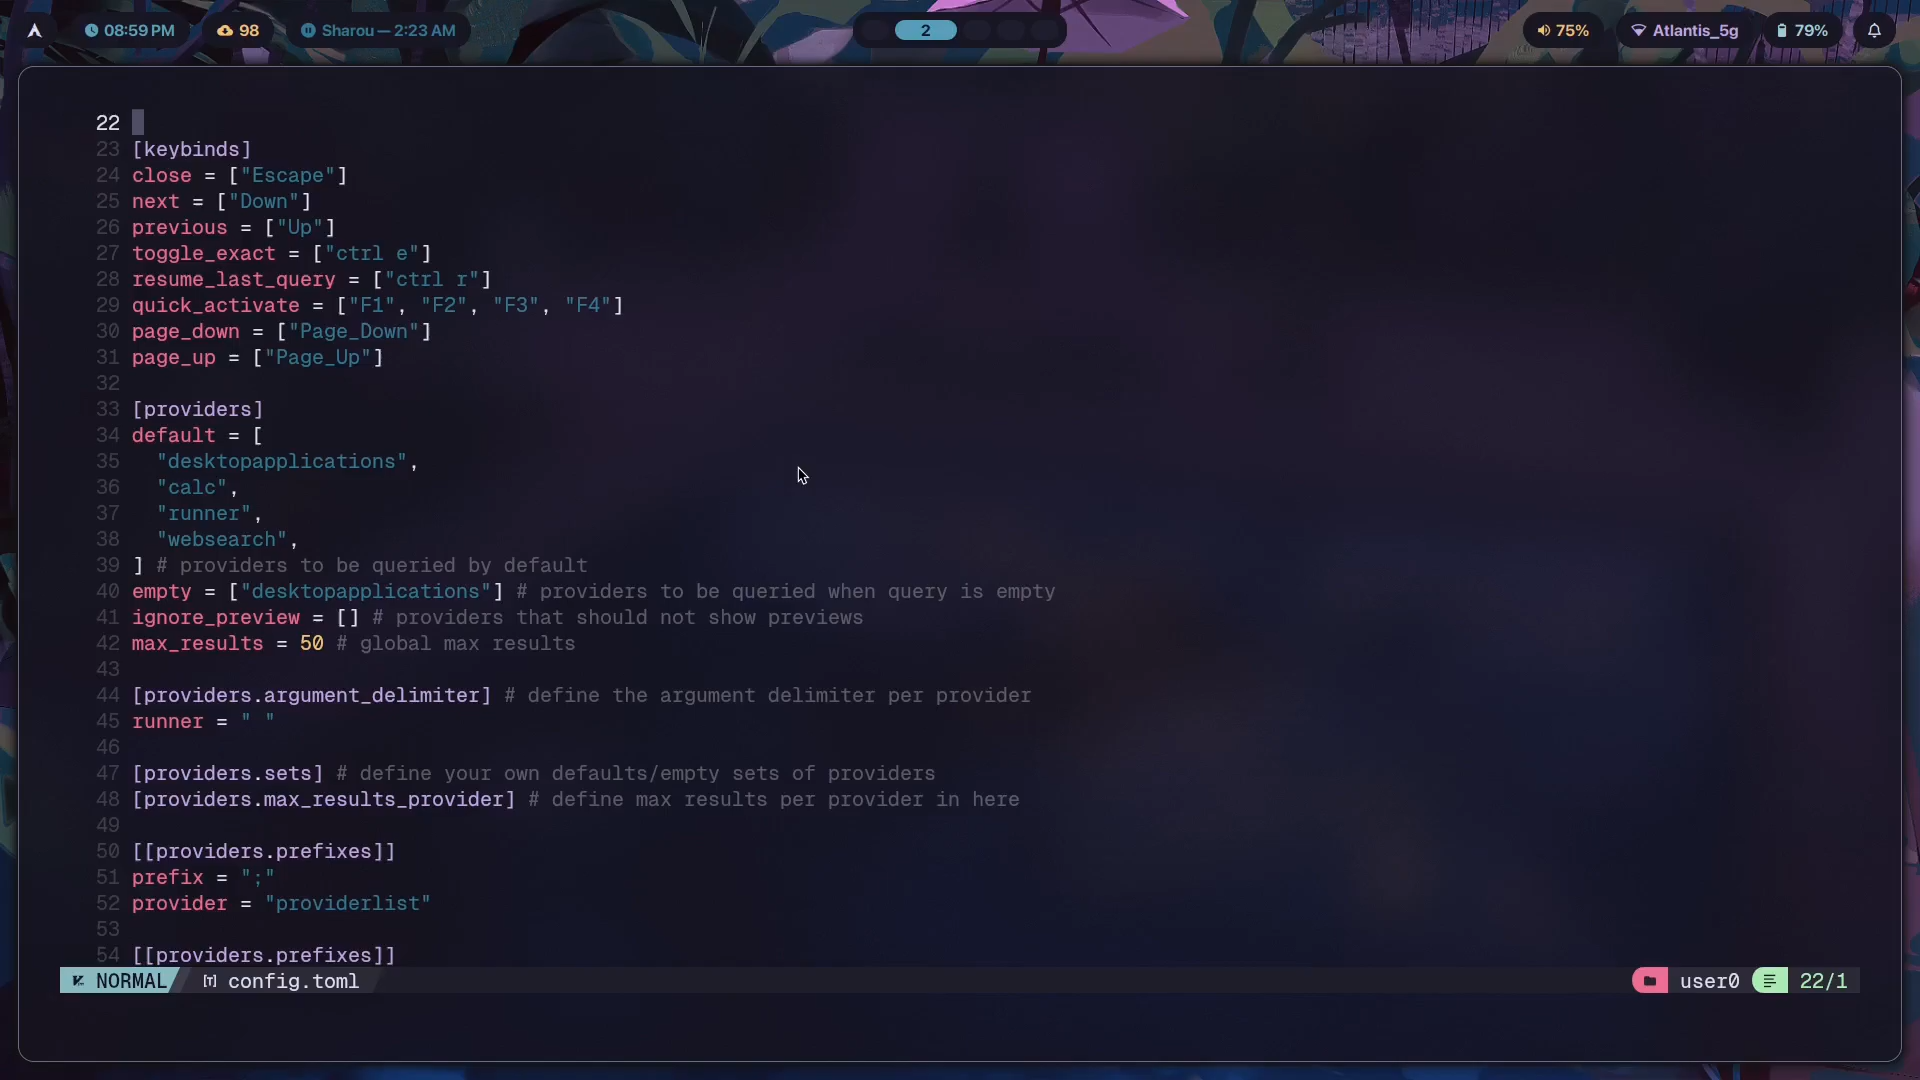 08:59 PM
98
Sharou — 2:23 AM
2
75%
Atlantis_5g
79%
22
23 [keybinds]
24 close = ["Escape"]
25 next = ["Down"]
26 previous = ["Up"]
27 toggle_exact = ["ctrl e"]
28 resume_last_query = ["ctrl r"]
29 quick_activate = ["F1", "F2", "F3", "F4"]
30 page_down = ["Page_Down"]
31 page_up = ["Page_Up"]
32
33 [providers]
34 default = [
35   "desktopapplications",
36   "calc",
37   "runner",
38   "websearch",
39 ] # providers to be queried by default
40 empty = ["desktopapplications"] # providers to be queried when query is empty
41 ignore_preview = [] # providers that should not show previews
42 max_results = 50 # global max results
43
44 [providers.argument_delimiter] # define the argument delimiter per provider
45 runner = " "
46
47 [providers.sets] # define your own defaults/empty sets of providers
48 [providers.max_results_provider] # define max results per provider in here
49
50 [[providers.prefixes]]
51 prefix = ";"
52 provider = "providerlist"
53
54 [[providers.prefixes]]
NORMAL config.toml user0 22/1